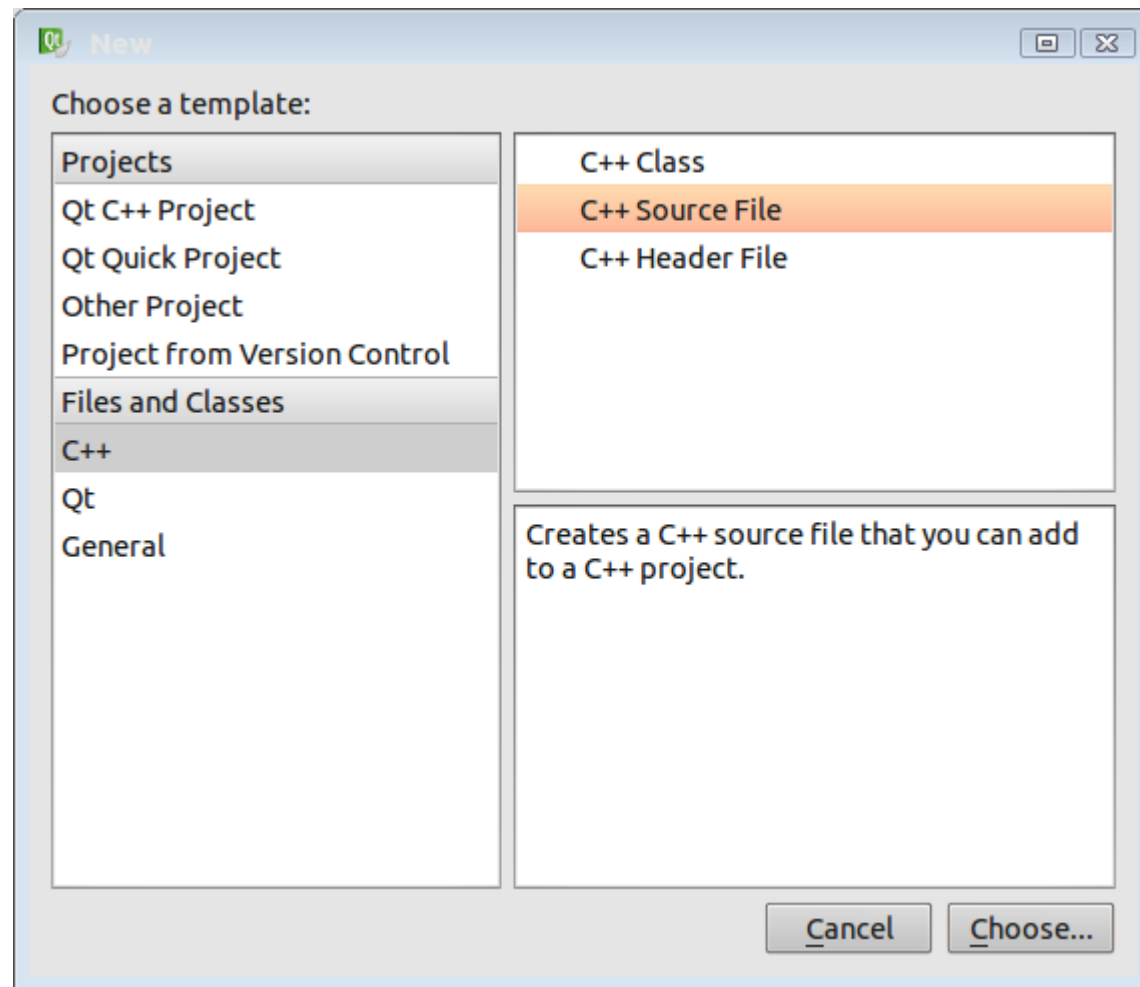 New
Choose a template:
Projects
Qt C++ Project
Qt Quick Project
Other Project
Project from Version Control
Files and Classes
C++
Qt
General
C++ Class
C++ Source File
C++ Header File
Creates a C++ source file that you can add
to a C++ project.
Cancel
Choose...